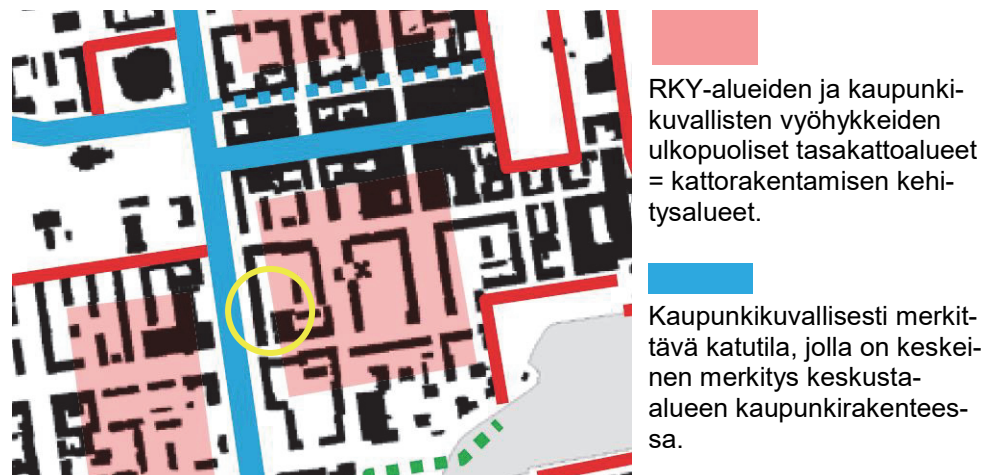 RKY-alueiden ja kaupunki-
kuvallisten vyöhykkeiden
ulkopuoliset tasakattoalueet
= kattorakentamisen kehi-
tysalueet.
Kaupunkikuvallisesti merkit-
tävä katutila, jolla on keskei-
nen merkitys keskusta-
alueen kaupunkirakentees-
sa.